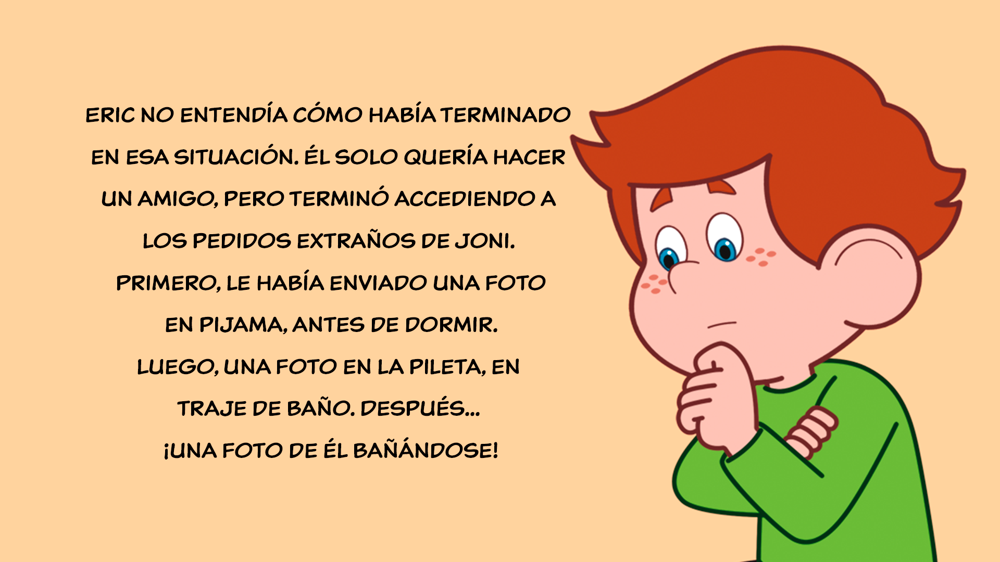 ERIC NO ENTENDÍA CÓMO HABÍA TERMINADO
EN ESA SITUACIÓN. ÉL SOLO QUERÍA HACER
UN AMIGO, PERO TERMINÓ ACCEDIENDO A
LOS PEDIDOS EXTRAÑOS DE JONI.
PRIMERO, LE HABÍA ENVIADO UNA FOTO
EN PIJAMA, ANTES DE DORMIR.
LUEGO, UNA FOTO EN LA PILETA, EN
TRAJE DE BAÑO. DESPUÉS...
¡UNA FOTO DE ÉL BAÑÁNDOSE!